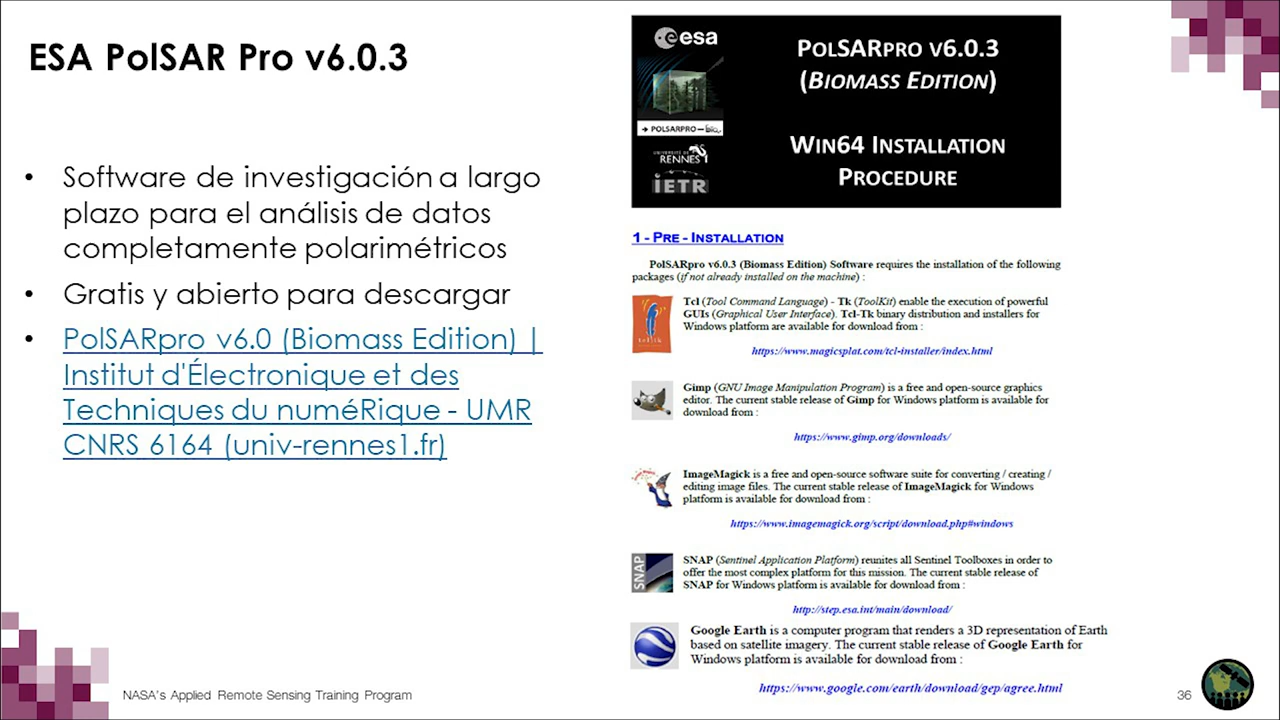 ESA PolSAR Pro v6.0.3
• Software de investigación a largo
plazo para el análisis de datos
completamente polarimétricos
• Gratis y abierto para descargar
• PolSARpro v6.0 (Biomass Edition) |
Institut d'Électronique et des
Techniques du numéRique - UMR
CNRS 6164 (univ-rennes1.fr)
esa
POLSARPRO
UNIVERSITÉ DE
RENNES 1
IETR
POLSARPRO V6.0.3
(BIOMASS EDITION)
WIN64 INSTALLATION
PROCEDURE
1 - PRE - INSTALLATION
PolSARpro v6.0.3 (Biomass Edition) Software requires the installation of the following
packages (if not already installed on the machine) :
Tcl (Tool Command Language) - Tk (ToolKit) enable the execution of powerful
GUIs (Graphical User Interface). Tcl-Tk binary distribution and installers for
Windows platform are available for download from :
https://www.magicsplat.com/tcl-installer/index.html
Gimp (GNU Image Manipulation Program) is a free and open-source graphics
editor. The current stable release of Gimp for Windows platform is available for
download from :
https://www.gimp.org/downloads/
ImageMagick is a free and open-source software suite for converting / creating /
editing image files. The current stable release of ImageMagick for Windows
platform is available for download from :
https://www.imagemagick.org/script/download.php#windows
SNAP
SNAP (Sentinel Application Platform) reunites all Sentinel Toolboxes in order to
offer the most complex platform for this mission. The current stable release of
SNAP for Windows platform is available for download from :
http://step.esa.int/main/download/
Google Earth is a computer program that renders a 3D representation of Earth
based on satellite imagery. The current stable release of Google Earth for
Windows platform is available for download from :
https://www.google.com/earth/download/gep/agree.html
NASA's Applied Remote Sensing Training Program
36